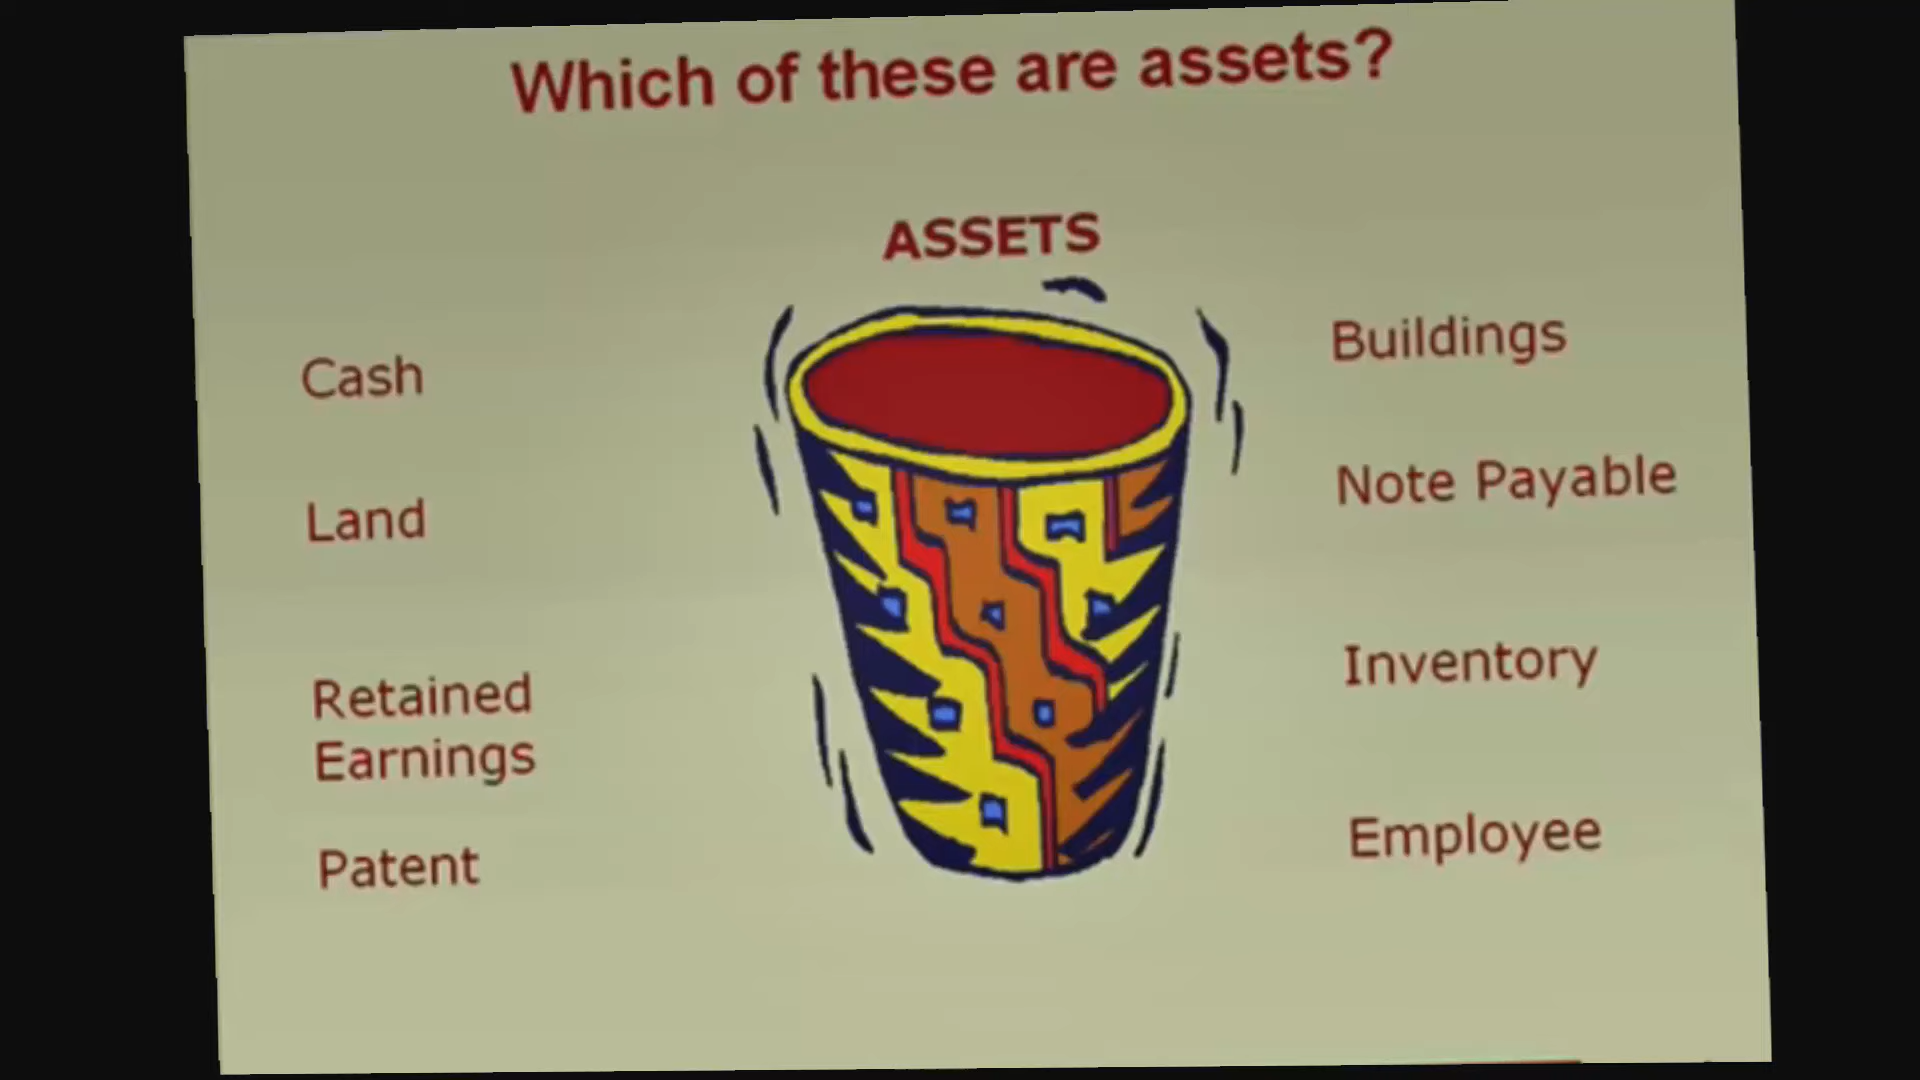 Which of these are assets?
ASSETS
Cash
Land
Retained
Earnings
Patent
Buildings
Note Payable
Inventory
Employee